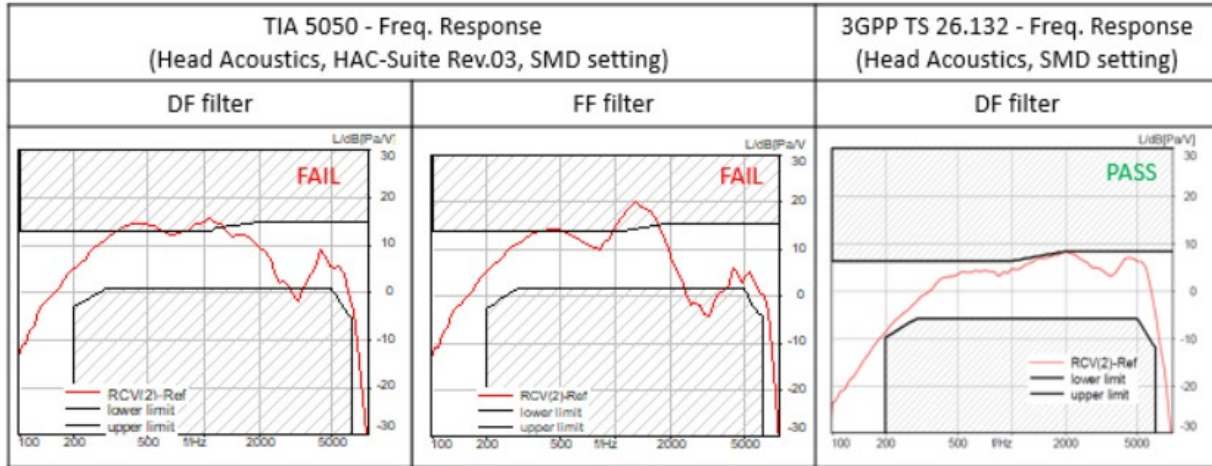 TIA 5050 - Freq. Response
(Head Acoustics, HAC-Suite Rev.03, SMD setting)
3GPP TS 26.132 - Freq. Response
(Head Acoustics, SMD setting)
DF filter
FF filter
DF filter
L/dB[Pa/V]
30
FAIL
20
10
0
-10
-20
-30
RCV(2)-Ref
lower limit
upper limit
100 200 500 f/Hz 2000 5000
L/dB[Pa/V
30
FAIL
20
10
0
-10
-20
-30
RCV(2)-Ref
lower limit
upper limit
100 200 500 f/Hz 2000 5000
L/dB[Pa/V]
30
PASS
20
10
0
-10
-20
-30
RCV(2)-Ref
lower limit
upper limit
100 200 500 f/Hz 2000 5000